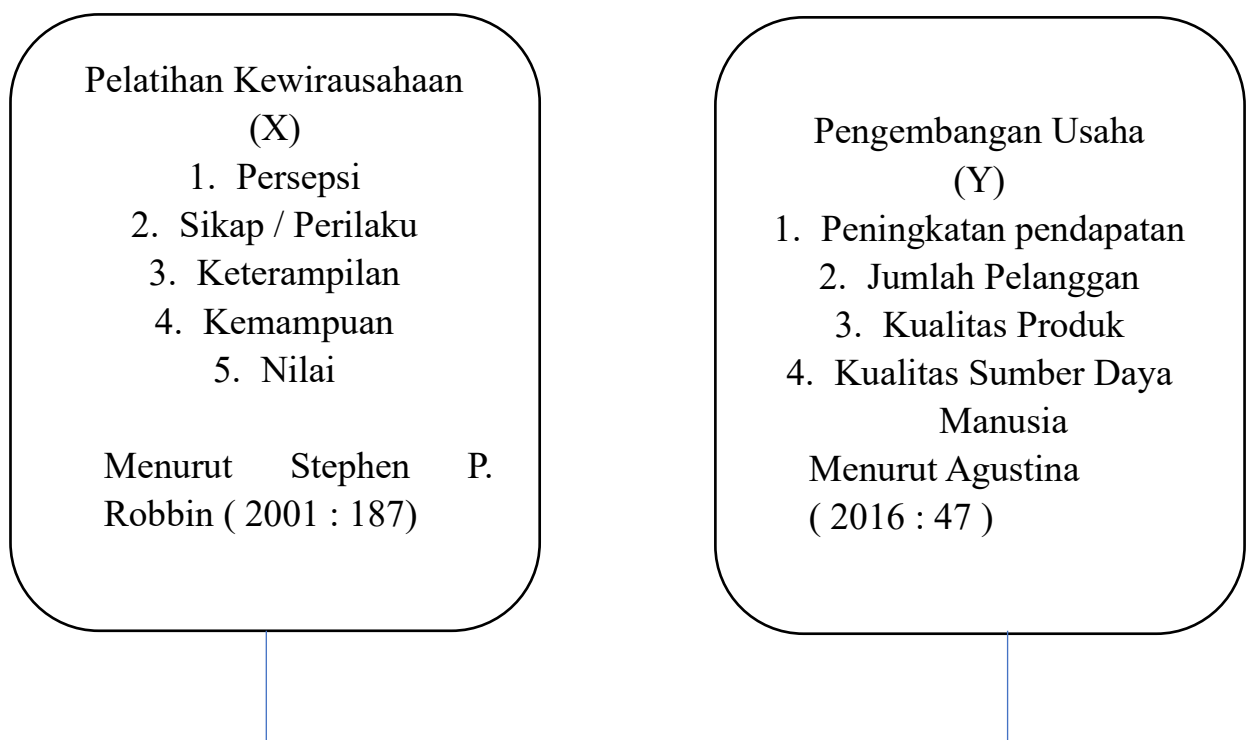 Pelatihan Kewirausahaan
(X)
1. Persepsi
2. Sikap / Perilaku
3. Keterampilan
4. Kemampuan
5. Nilai
Menurut Stephen P.
Robbin ( 2001 : 187)
Pengembangan Usaha
(Y)
1. Peningkatan pendapatan
2. Jumlah Pelanggan
3. Kualitas Produk
4. Kualitas Sumber Daya
Manusia
Menurut Agustina
( 2016 : 47 )